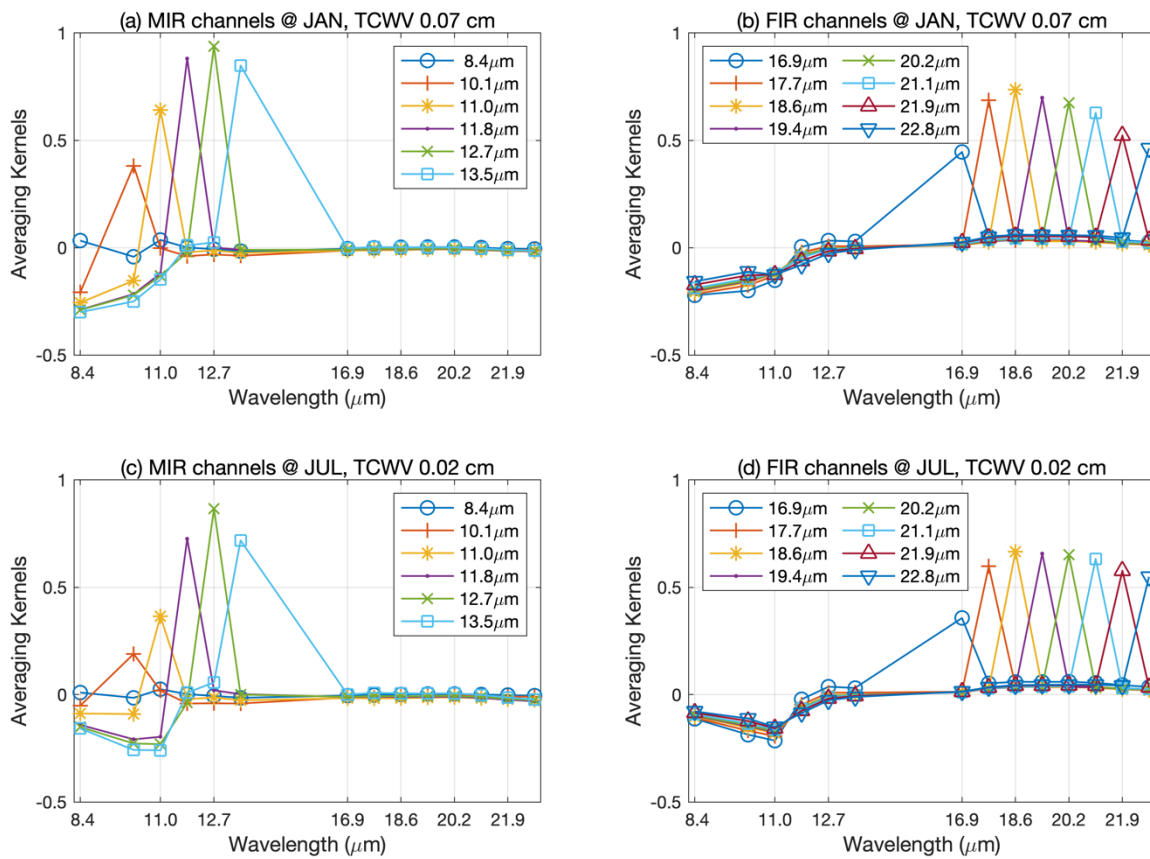 (a) MIR channels @ JAN, TCWV 0.07 cm
1
0.5
0
-0.5
Averaging Kernels
8.4μm
10.1μm
11.0μm
11.8μm
12.7μm
13.5μm
8.4 11.0 12.7 16.9 18.6 20.2 21.9
Wavelength (μm)
(b) FIR channels @ JAN, TCWV 0.07 cm
1
0.5
0
-0.5
Averaging Kernels
16.9μm 20.2μm
17.7μm 21.1μm
18.6μm 21.9μm
19.4μm 22.8μm
8.4 11.0 12.7 16.9 18.6 20.2 21.9
Wavelength (μm)
(c) MIR channels @ JUL, TCWV 0.02 cm
1
0.5
0
-0.5
Averaging Kernels
8.4μm
10.1μm
11.0μm
11.8μm
12.7μm
13.5μm
8.4 11.0 12.7 16.9 18.6 20.2 21.9
Wavelength (μm)
(d) FIR channels @ JUL, TCWV 0.02 cm
1
0.5
0
-0.5
Averaging Kernels
16.9μm 20.2μm
17.7μm 21.1μm
18.6μm 21.9μm
19.4μm 22.8μm
8.4 11.0 12.7 16.9 18.6 20.2 21.9
Wavelength (μm)